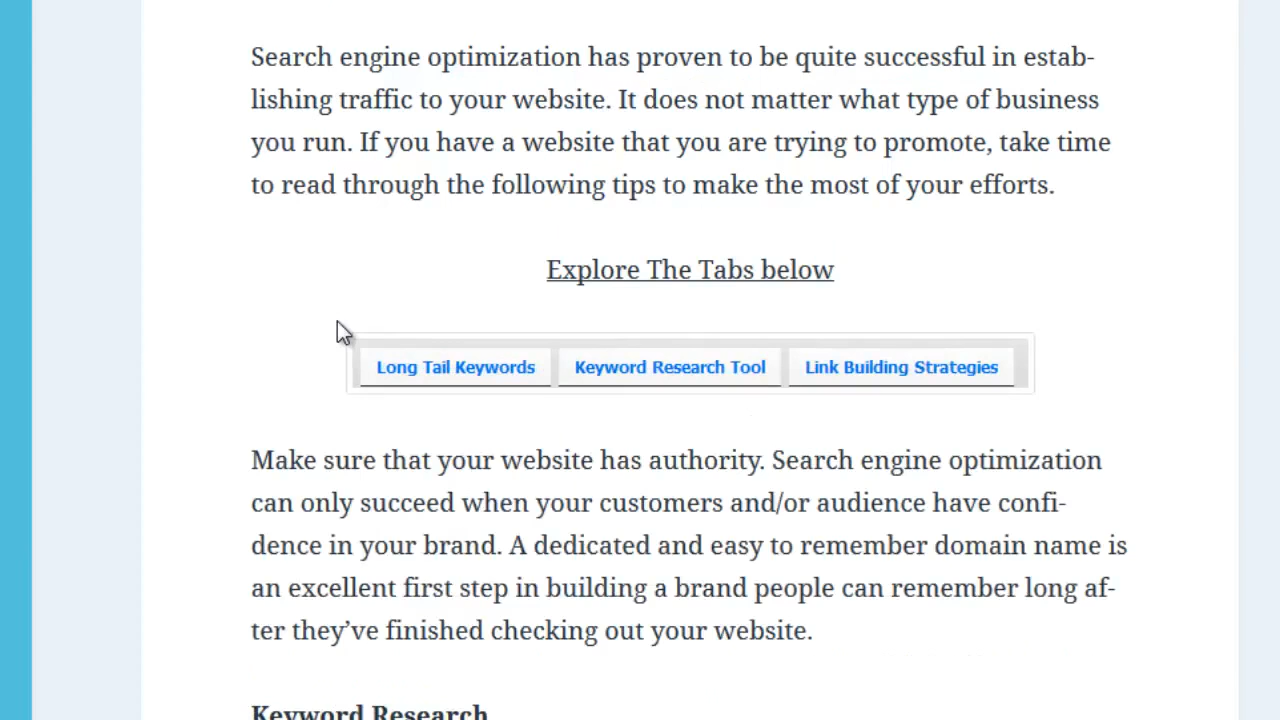 Search engine optimization has proven to be quite successful in estab-
lishing traffic to your website. It does not matter what type of business
you run. If you have a website that you are trying to promote, take time
to read through the following tips to make the most of your efforts.
Explore The Tabs below
Long Tail Keywords Keyword Research Tool Link Building Strategies
Make sure that your website has authority. Search engine optimization
can only succeed when your customers and/or audience have confi-
dence in your brand. A dedicated and easy to remember domain name is
an excellent first step in building a brand people can remember long af-
ter they’ve finished checking out your website.
Keyword Research